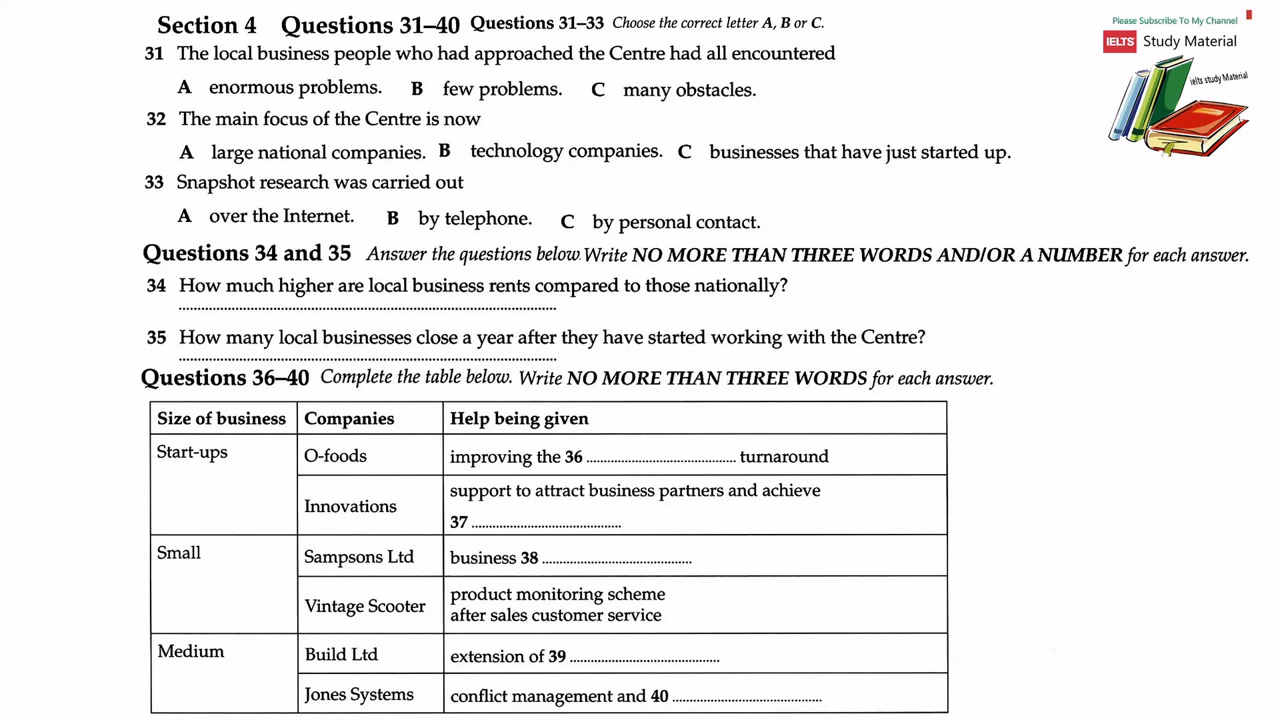 Section 4 Questions 31–40 Questions 31–33 Choose the correct letter A, B or C.
Please Subscribe To My Channel
IELTS Study Material
ielts study Material
31 The local business people who had approached the Centre had all encountered
A enormous problems. B few problems. C many obstacles.
32 The main focus of the Centre is now
A large national companies. B technology companies. C businesses that have just started up.
33 Snapshot research was carried out
A over the Internet. B by telephone. C by personal contact.
Questions 34 and 35 Answer the questions below. Write NO MORE THAN THREE WORDS AND/OR A NUMBER for each answer.
34 How much higher are local business rents compared to those nationally?
................................................................
35 How many local businesses close a year after they have started working with the Centre?
................................................................
Questions 36–40 Complete the table below. Write NO MORE THAN THREE WORDS for each answer.
Size of business Companies Help being given
Start-ups O-foods improving the 36 .......................... turnaround
Innovations support to attract business partners and achieve
37 ..........................
Small Sampsons Ltd business 38 ..........................
Vintage Scooter product monitoring scheme
after sales customer service
Medium Build Ltd extension of 39 ..........................
Jones Systems conflict management and 40 ..........................